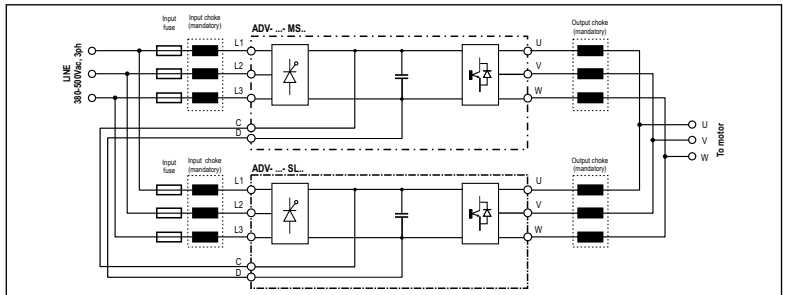 Input fuse
Input choke (mandatory)
ADV- ...- MS..
Output choke (mandatory)
LINE
380-500Vac, 3ph
L1
L2
L3
C
D
U
V
W
U
V
W
To motor
Input fuse
Input choke (mandatory)
ADV- ...- SL..
Output choke (mandatory)
L1
L2
L3
C
D
U
V
W